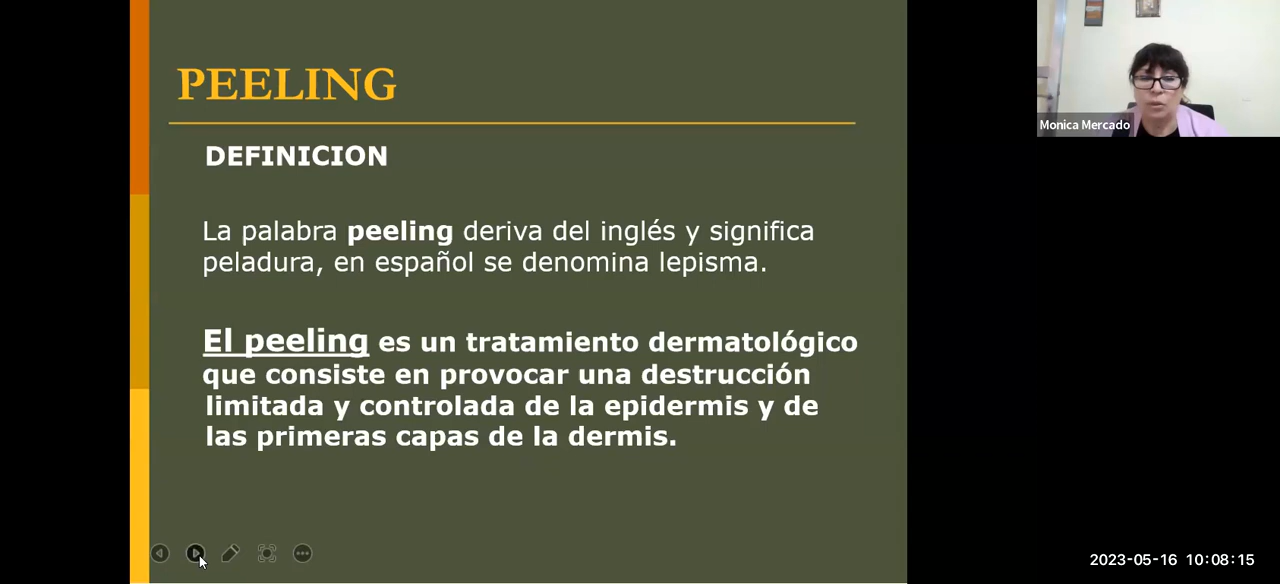 PEELING
DEFINICION
La palabra peeling deriva del inglés y significa
peladura, en español se denomina lepisma.
El peeling es un tratamiento dermatológico
que consiste en provocar una destrucción
limitada y controlada de la epidermis y de
las primeras capas de la dermis.
Monica Mercado
2023-05-16 10:08:15